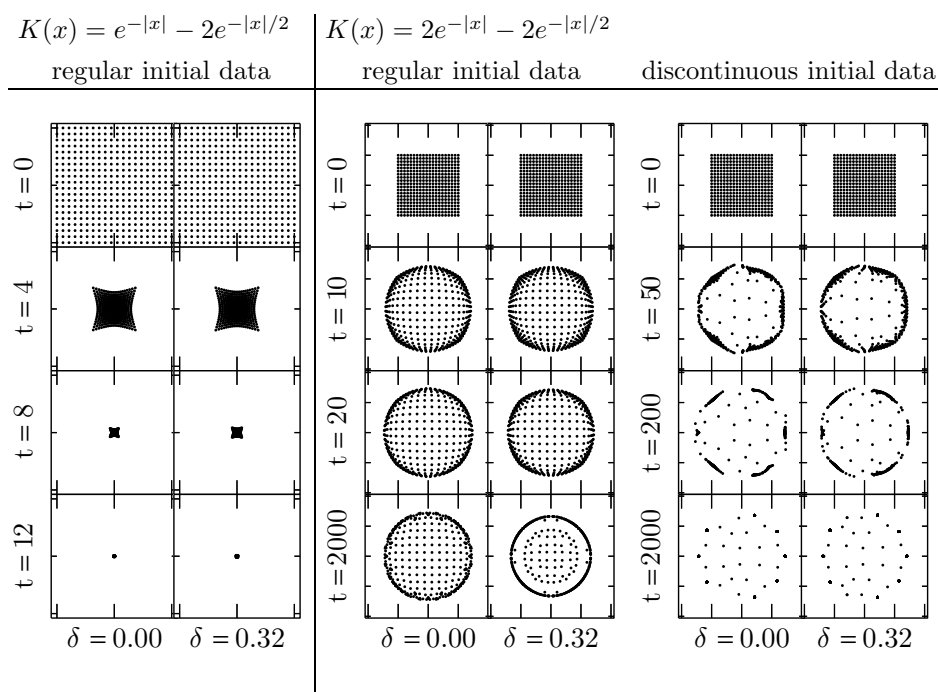 K(x) = e^{-|x|} − 2e^{-|x|/2}
K(x) = 2e^{-|x|} − 2e^{-|x|/2}
regular initial data
regular initial data
discontinuous initial data
t = 0
t = 4
t = 8
t = 12
δ = 0.00
δ = 0.32
t = 0
t = 10
t = 20
t = 2000
δ = 0.00
δ = 0.32
t = 0
t = 50
t = 200
t = 2000
δ = 0.00
δ = 0.32